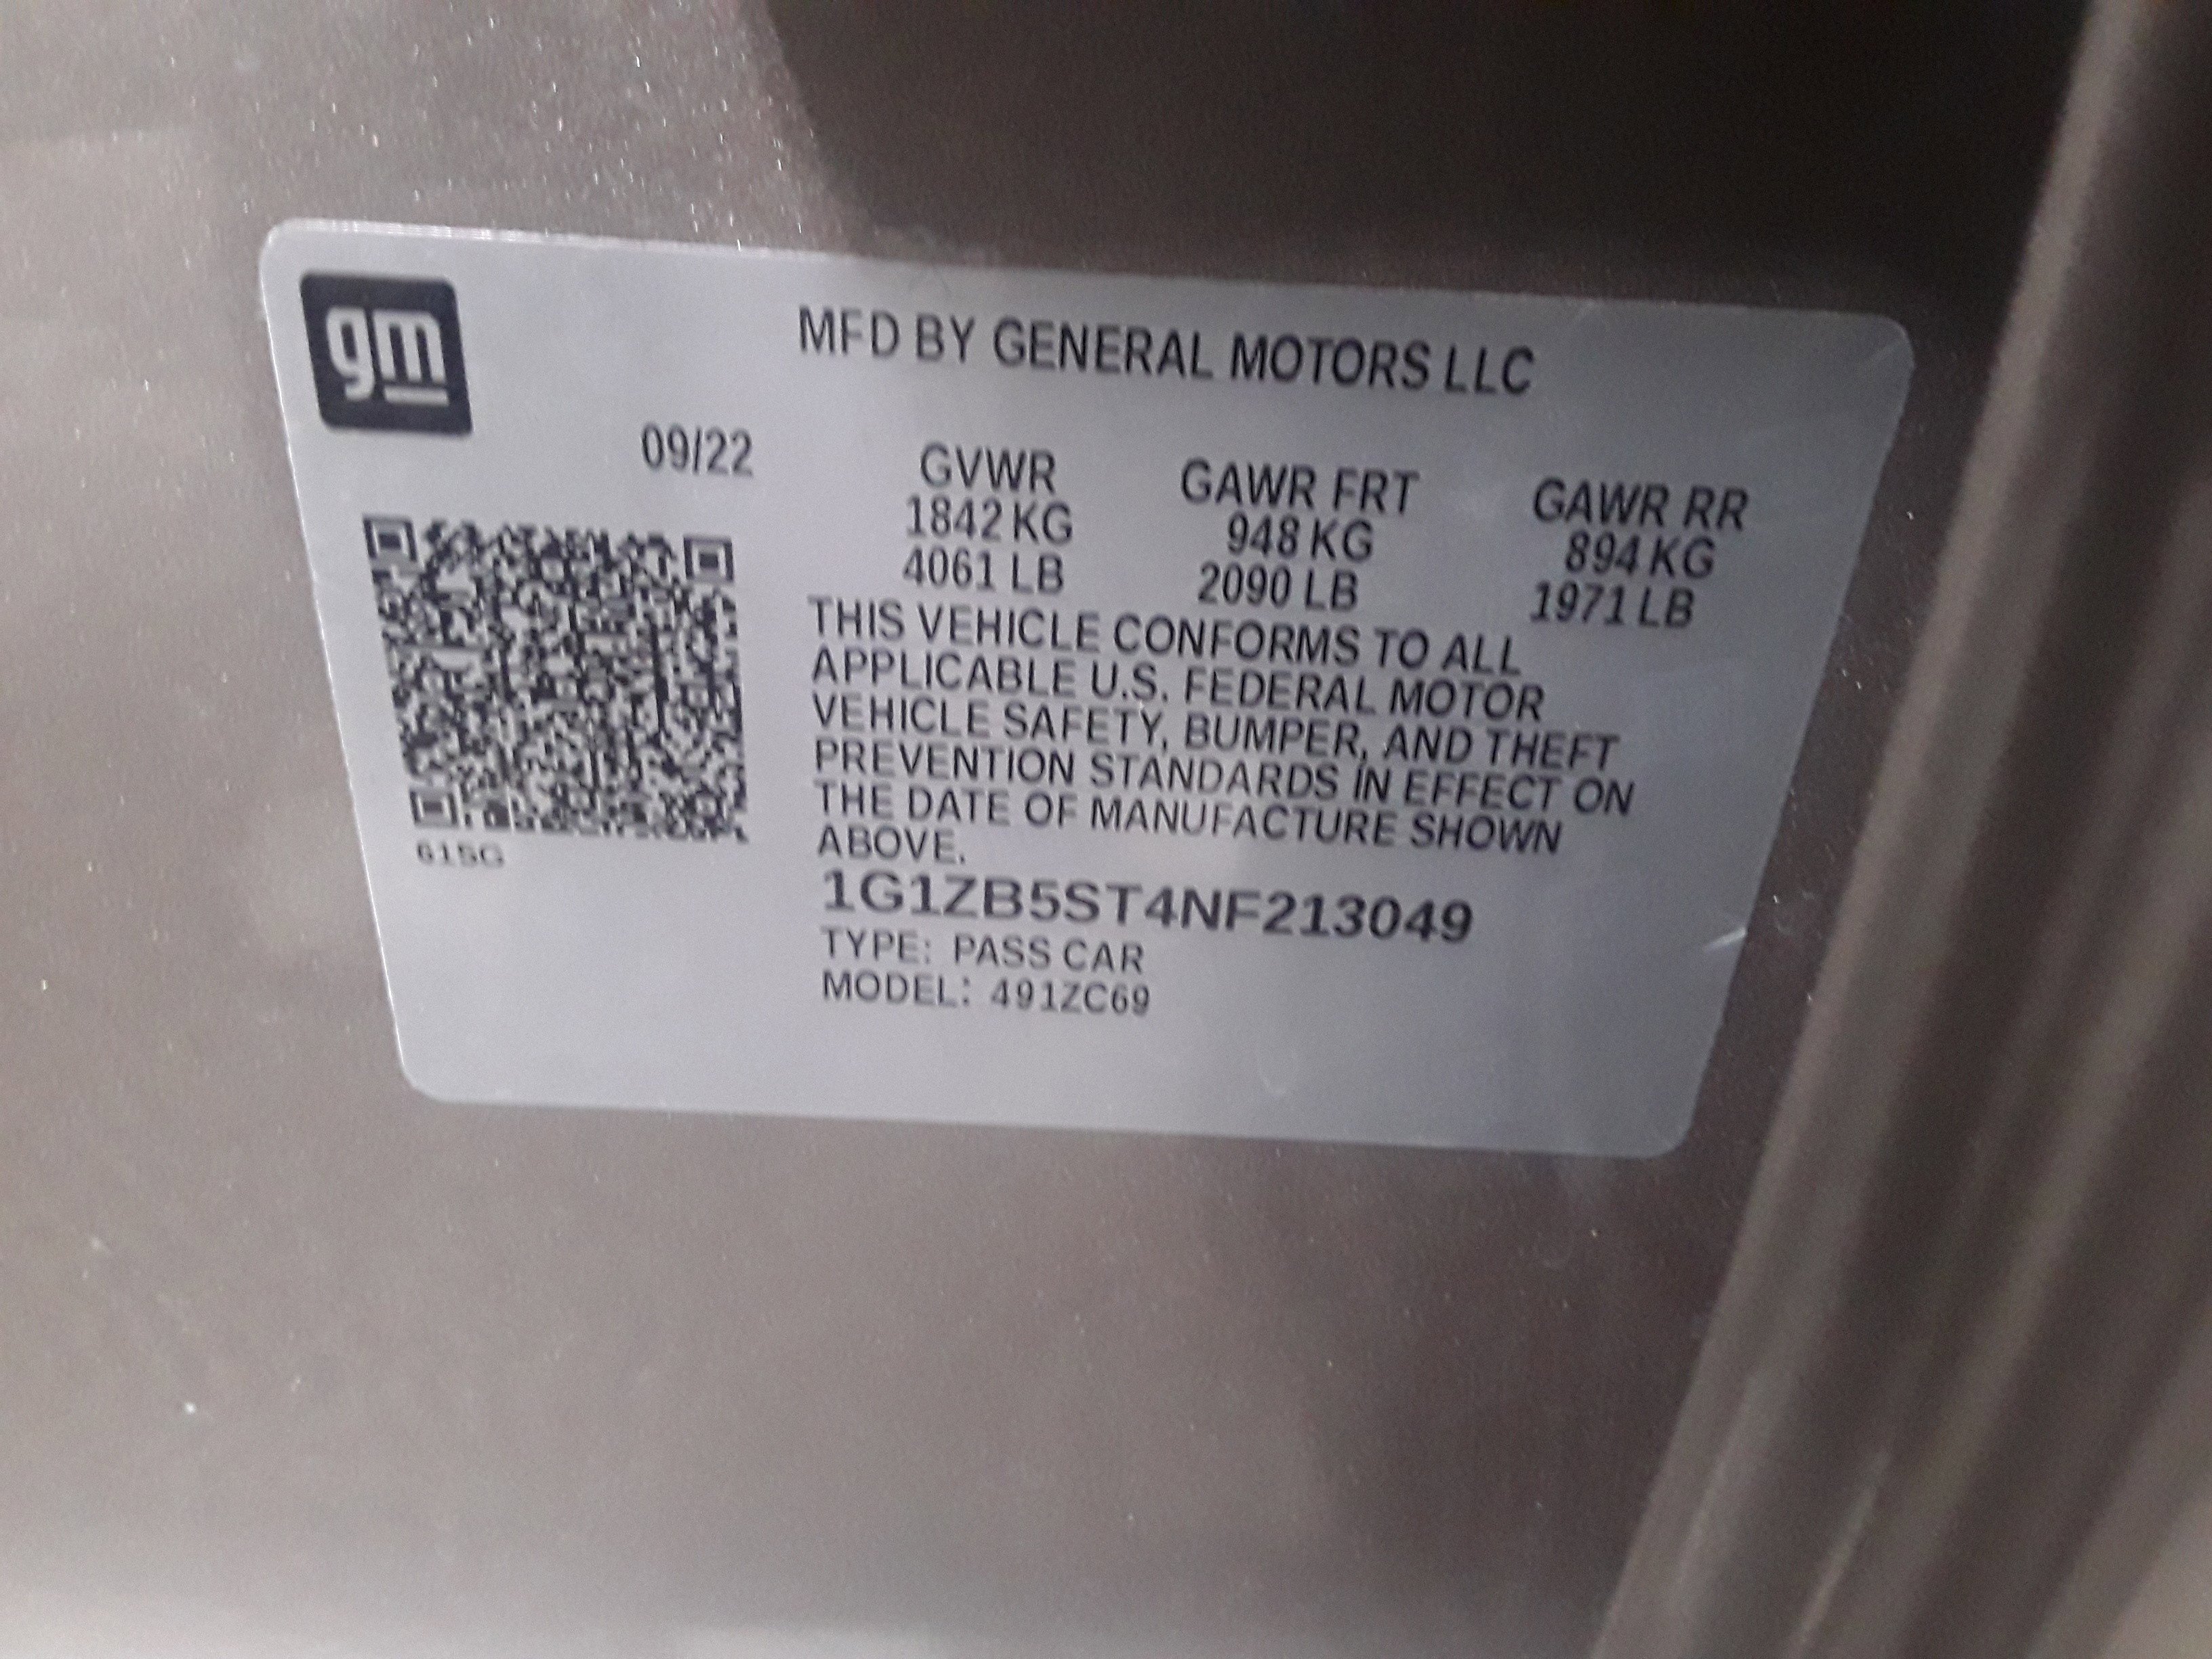 gm
MFD BY GENERAL MOTORS LLC
09/22
GVWR GAWR FRT GAWR RR
1842 KG 948 KG 894 KG
4061 LB 2090 LB 1971 LB
THIS VEHICLE CONFORMS TO ALL
APPLICABLE U.S. FEDERAL MOTOR
VEHICLE SAFETY, BUMPER, AND THEFT
PREVENTION STANDARDS IN EFFECT ON
THE DATE OF MANUFACTURE SHOWN
ABOVE.
61SG
1G1ZB5ST4NF213049
TYPE: PASS CAR
MODEL: 491ZC69